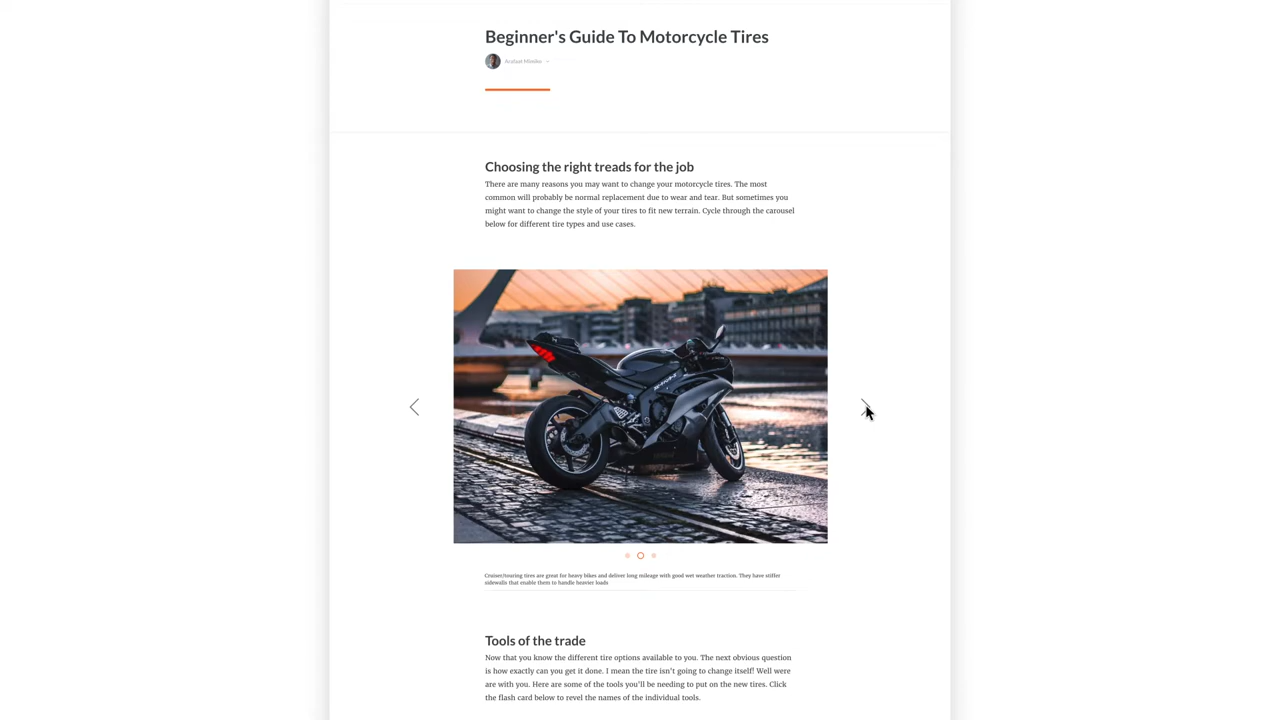 Beginner's Guide To Motorcycle Tires
Arafaat Mimiko
Choosing the right treads for the job
There are many reasons you may want to change your motorcycle tires. The most
common will probably be normal replacement due to wear and tear. But sometimes you
might want to change the style of your tires to fit new terrain. Cycle through the carousel
below for different tire types and use cases.
Cruiser/touring tires are great for heavy bikes and deliver long mileage with good wet weather traction. They have stiffer
sidewalls that enable them to handle heavier loads
Tools of the trade
Now that you know the different tire options available to you. The next obvious question
is how exactly can you get it done. I mean the tire isn't going to change itself! Well were
are with you. Here are some of the tools you'll be needing to put on the new tires. Click
the flash card below to revel the names of the individual tools.